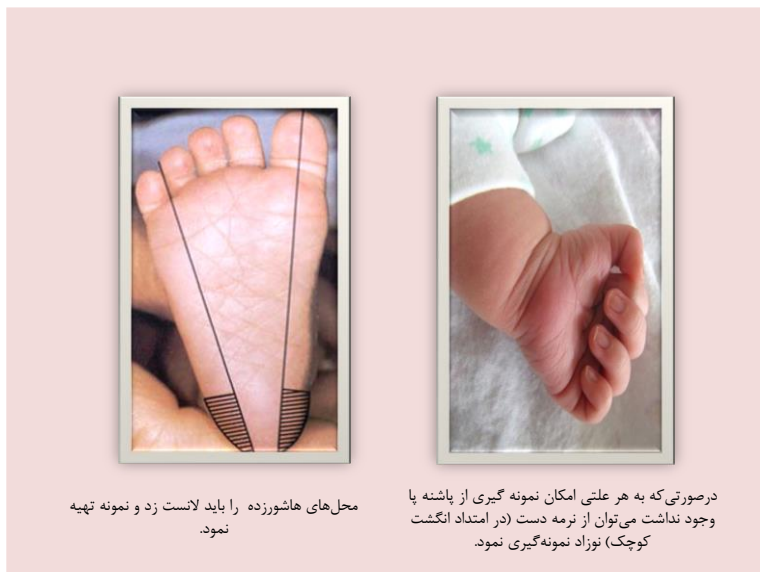 درصورتی‌که به هر علتی امکان نمونه گیری از پاشنه پا
وجود نداشت می‌توان از نرمه دست (در امتداد انگشت
کوچک) نوزاد نمونه‌گیری نمود.
محل‌های هاشورزده را باید لانست زد و نمونه تهیه
نمود.